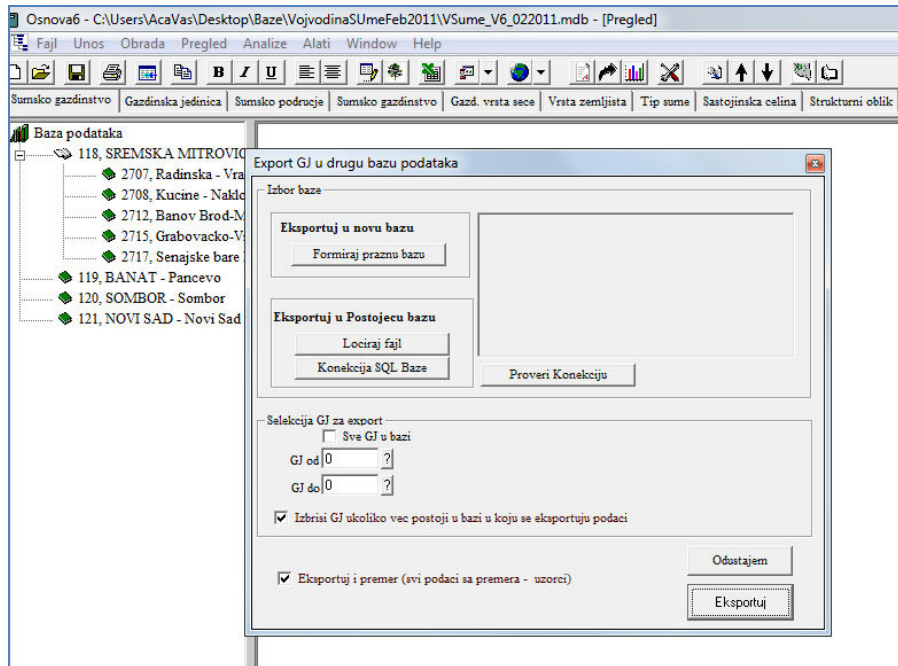 Osnova6 - C:\Users\AcaVas\Desktop\Baze\VojvodinaSUmeFeb2011\VSume_V6_022011.mdb - [Pregled]
Fajl Unos Obrada Pregled Analize Alati Window Help
B I U
Sumsko gazdinstvo Gazdinska jedinica Sumsko podrucje Sumsko gazdinstvo Gazd. vrsta sece Vrsta zemljista Tip sume Sastojinska celina Strukturni oblik
Baza podataka
118, SREMSKA MITROVIC
2707, Radinska - Vra
2708, Kucine - Naklo
2712, Banov Brod-M
2715, Grabovacko-V
2717, Senajske bare
119, BANAT - Pancevo
120, SOMBOR - Sombor
121, NOVI SAD - Novi Sad
Export GJ u drugu bazu podataka
Izbor baze
Eksportuj u novu bazu
Formiraj praznu bazu
Eksportuj u Postojecu bazu
Lociraj fajl
Konekcija SQL Baze
Proveri Konekciju
Selekcija GJ za export
Sve GJ u bazi
GJ od 0 ?
GJ do 0 ?
Izbrisi GJ ukoliko vec postoji u bazi u koju se eksportuju podaci
Eksportuj i premer (svi podaci sa premera - uzorci)
Odustajem
Eksportuj